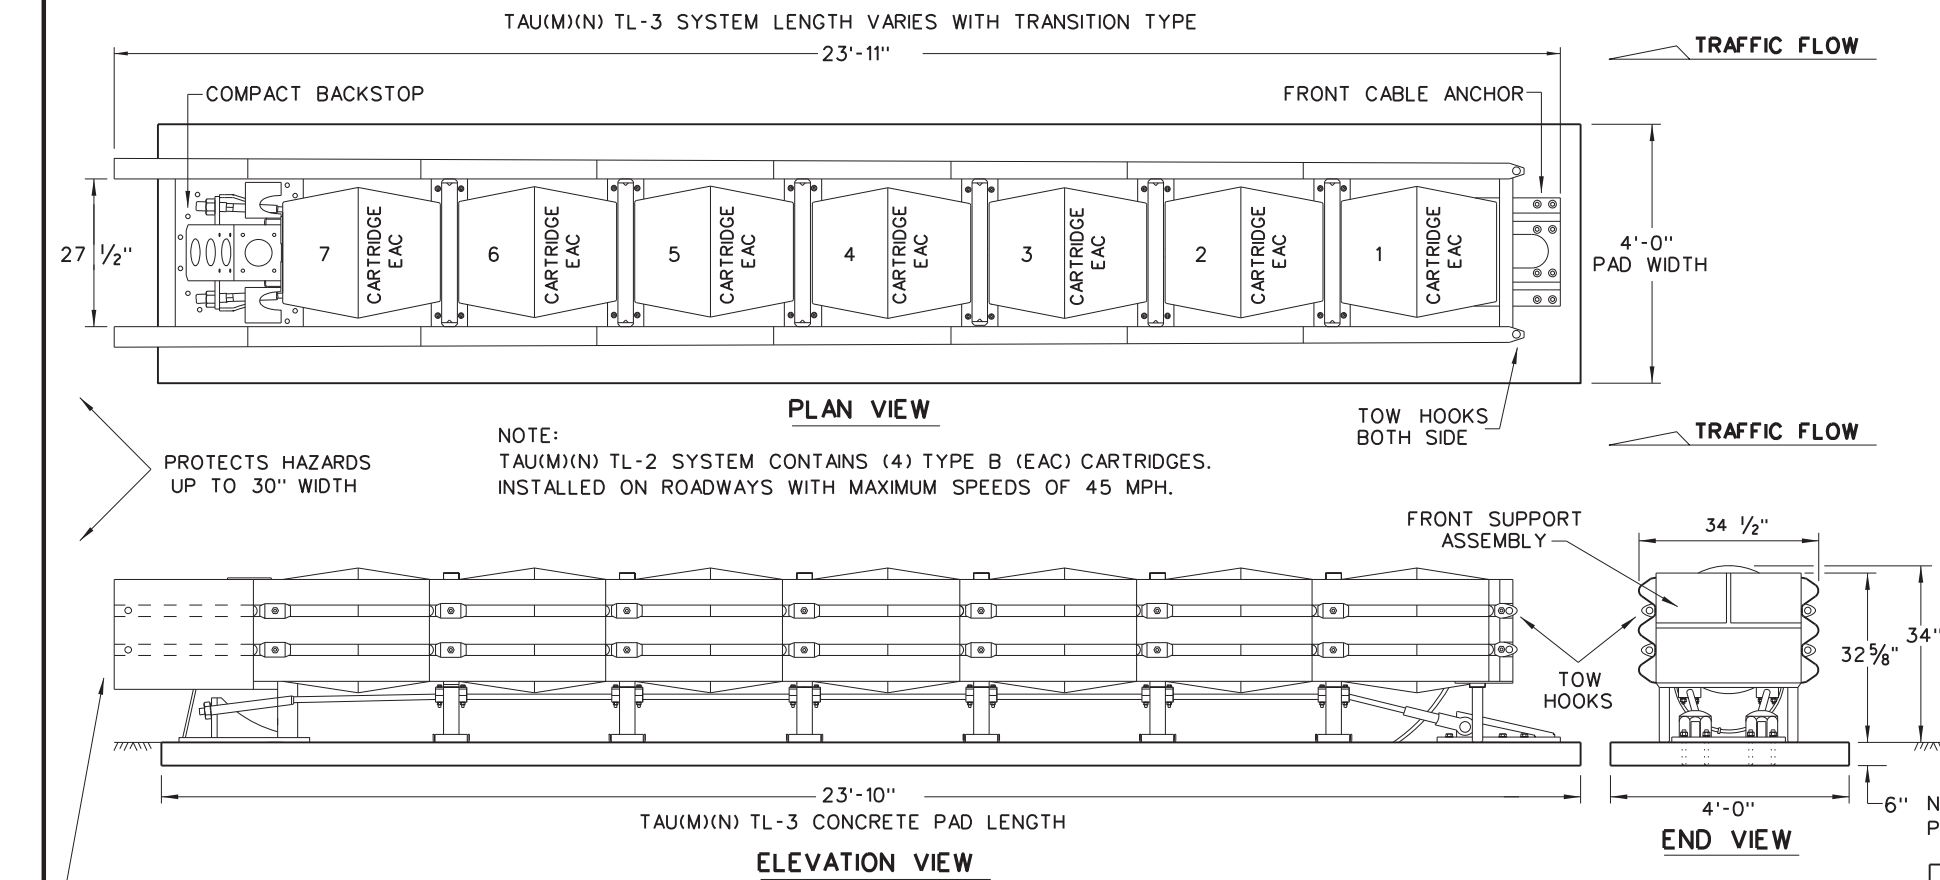 TAU(M)(N) TL-3 SYSTEM LENGTH VARIES WITH TRANSITION TYPE
23'-11"
TRAFFIC FLOW
COMPACT BACKSTOP
FRONT CABLE ANCHOR
27 ½"
7
CARTRIDGE
EAC
6
CARTRIDGE
EAC
5
CARTRIDGE
EAC
4
CARTRIDGE
EAC
3
CARTRIDGE
EAC
2
CARTRIDGE
EAC
1
CARTRIDGE
EAC
4'-0"
PAD WIDTH
PLAN VIEW
TOW HOOKS
BOTH SIDE
TRAFFIC FLOW
PROTECTS HAZARDS
UP TO 30" WIDTH
NOTE:
TAU(M)(N) TL-2 SYSTEM CONTAINS (4) TYPE B (EAC) CARTRIDGES.
INSTALLED ON ROADWAYS WITH MAXIMUM SPEEDS OF 45 MPH.
FRONT SUPPORT
ASSEMBLY
34 ½"
TOW
HOOKS
32⅝"
34"
23'-10"
TAU(M)(N) TL-3 CONCRETE PAD LENGTH
ELEVATION VIEW
4'-0"
6"
END VIEW
N
P